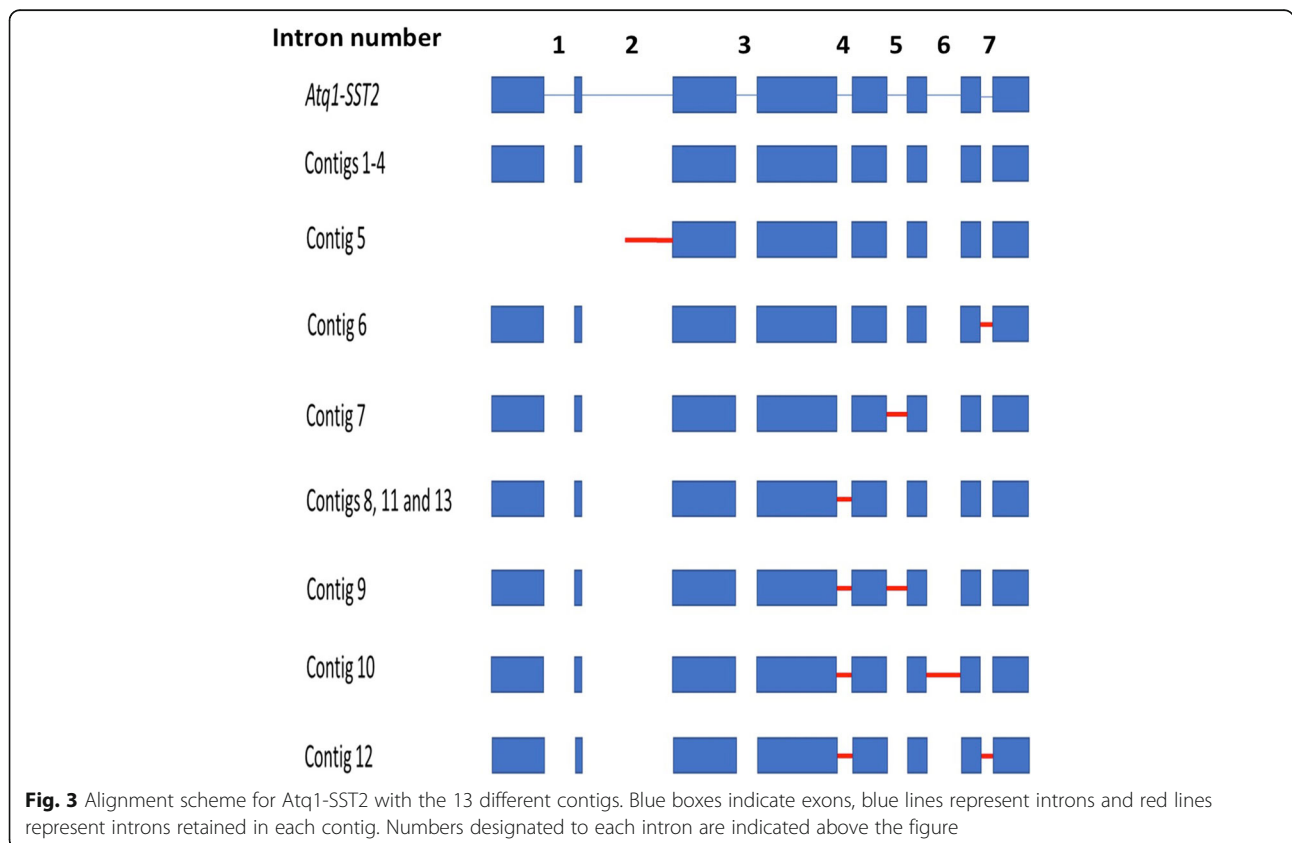 Intron number 1 2 3 4 5 6 7
Atq1-SST2
Contigs 1-4
Contig 5
Contig 6
Contig 7
Contigs 8, 11 and 13
Contig 9
Contig 10
Contig 12
Fig. 3 Alignment scheme for Atq1-SST2 with the 13 different contigs. Blue boxes indicate exons, blue lines represent introns and red lines
represent introns retained in each contig. Numbers designated to each intron are indicated above the figure